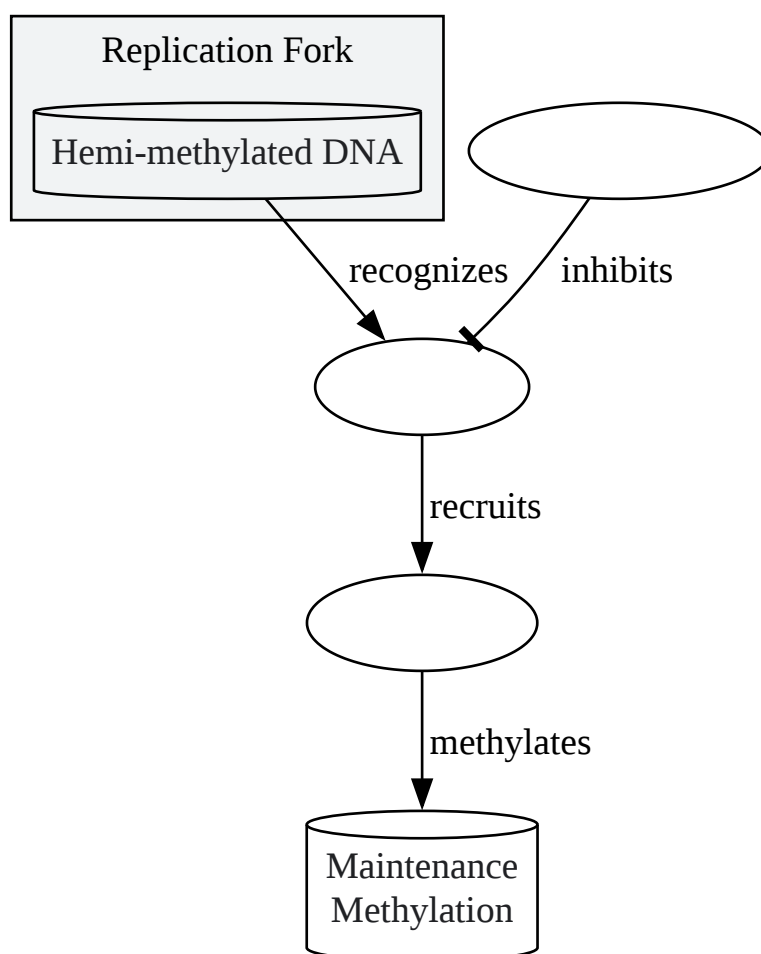 Replication Fork
Hemi-methylated DNA
recognizes
inhibits
recruits
methylates
Maintenance
Methylation